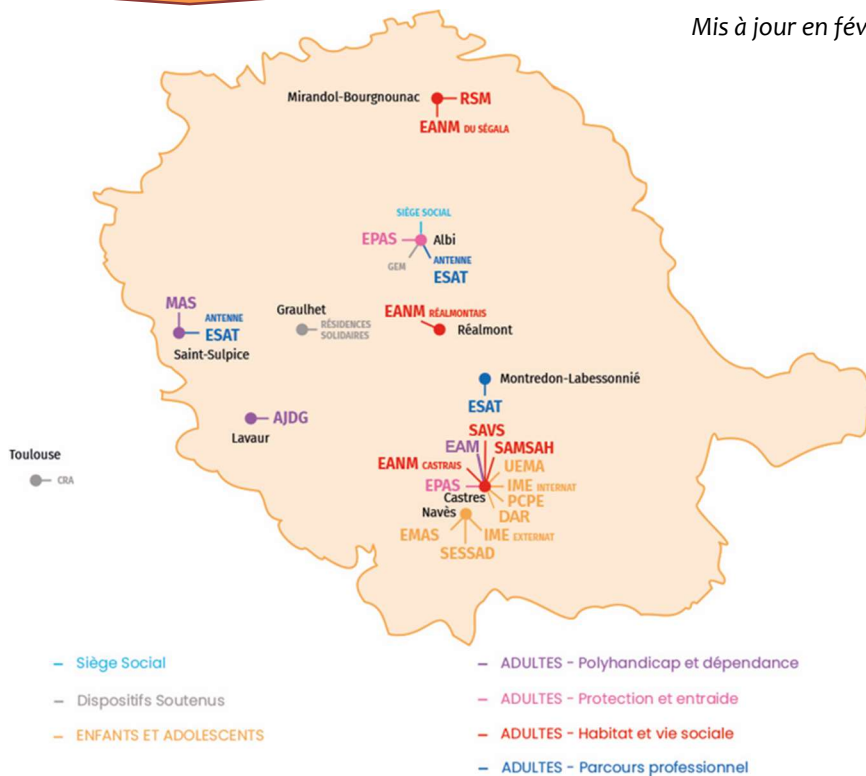 Mis à jour en fév
Mirandol-Bourgnounac
RSM
EANM DU SÉGALA
SIÈGE SOCIAL
EPAS
Albi
GEM
ANTENNE
ESAT
MAS
ANTENNE
ESAT
Saint-Sulpice
Graulhet
RÉSIDENCES
SOLIDAIRES
EANM RÉALMONTAIS
Réalmont
Montredon-Labessonnié
ESAT
AJDG
Lavaur
Toulouse
CRA
SAVS
EAM
SAMSAH
EANM CASTRAIS
UEMA
EPAS
IME INTERNAT
Castres
PCPE
DAR
Navès
EMAS
IME EXTERNAT
SESSAD
– Siège Social
– Dispositifs Soutenus
– ENFANTS ET ADOLESCENTS
– ADULTES - Polyhandicap et dépendance
– ADULTES - Protection et entraide
– ADULTES - Habitat et vie sociale
– ADULTES - Parcours professionnel